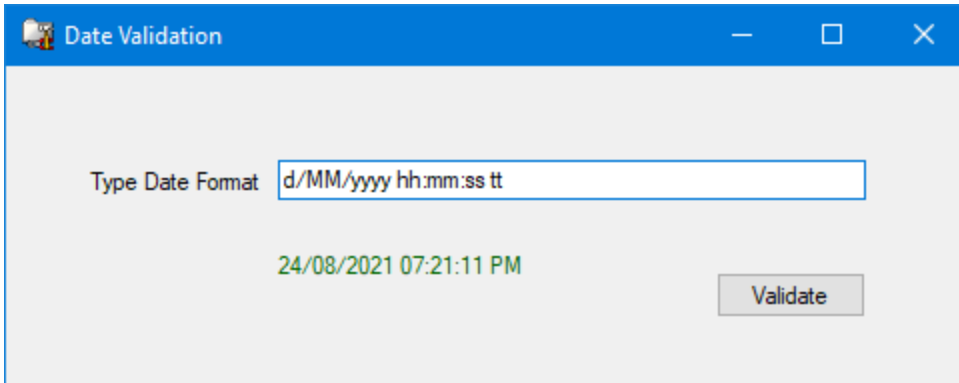 Date Validation
Type Date Format d/MM/yyyy hh:mm:ss tt
24/08/2021 07:21:11 PM
Validate